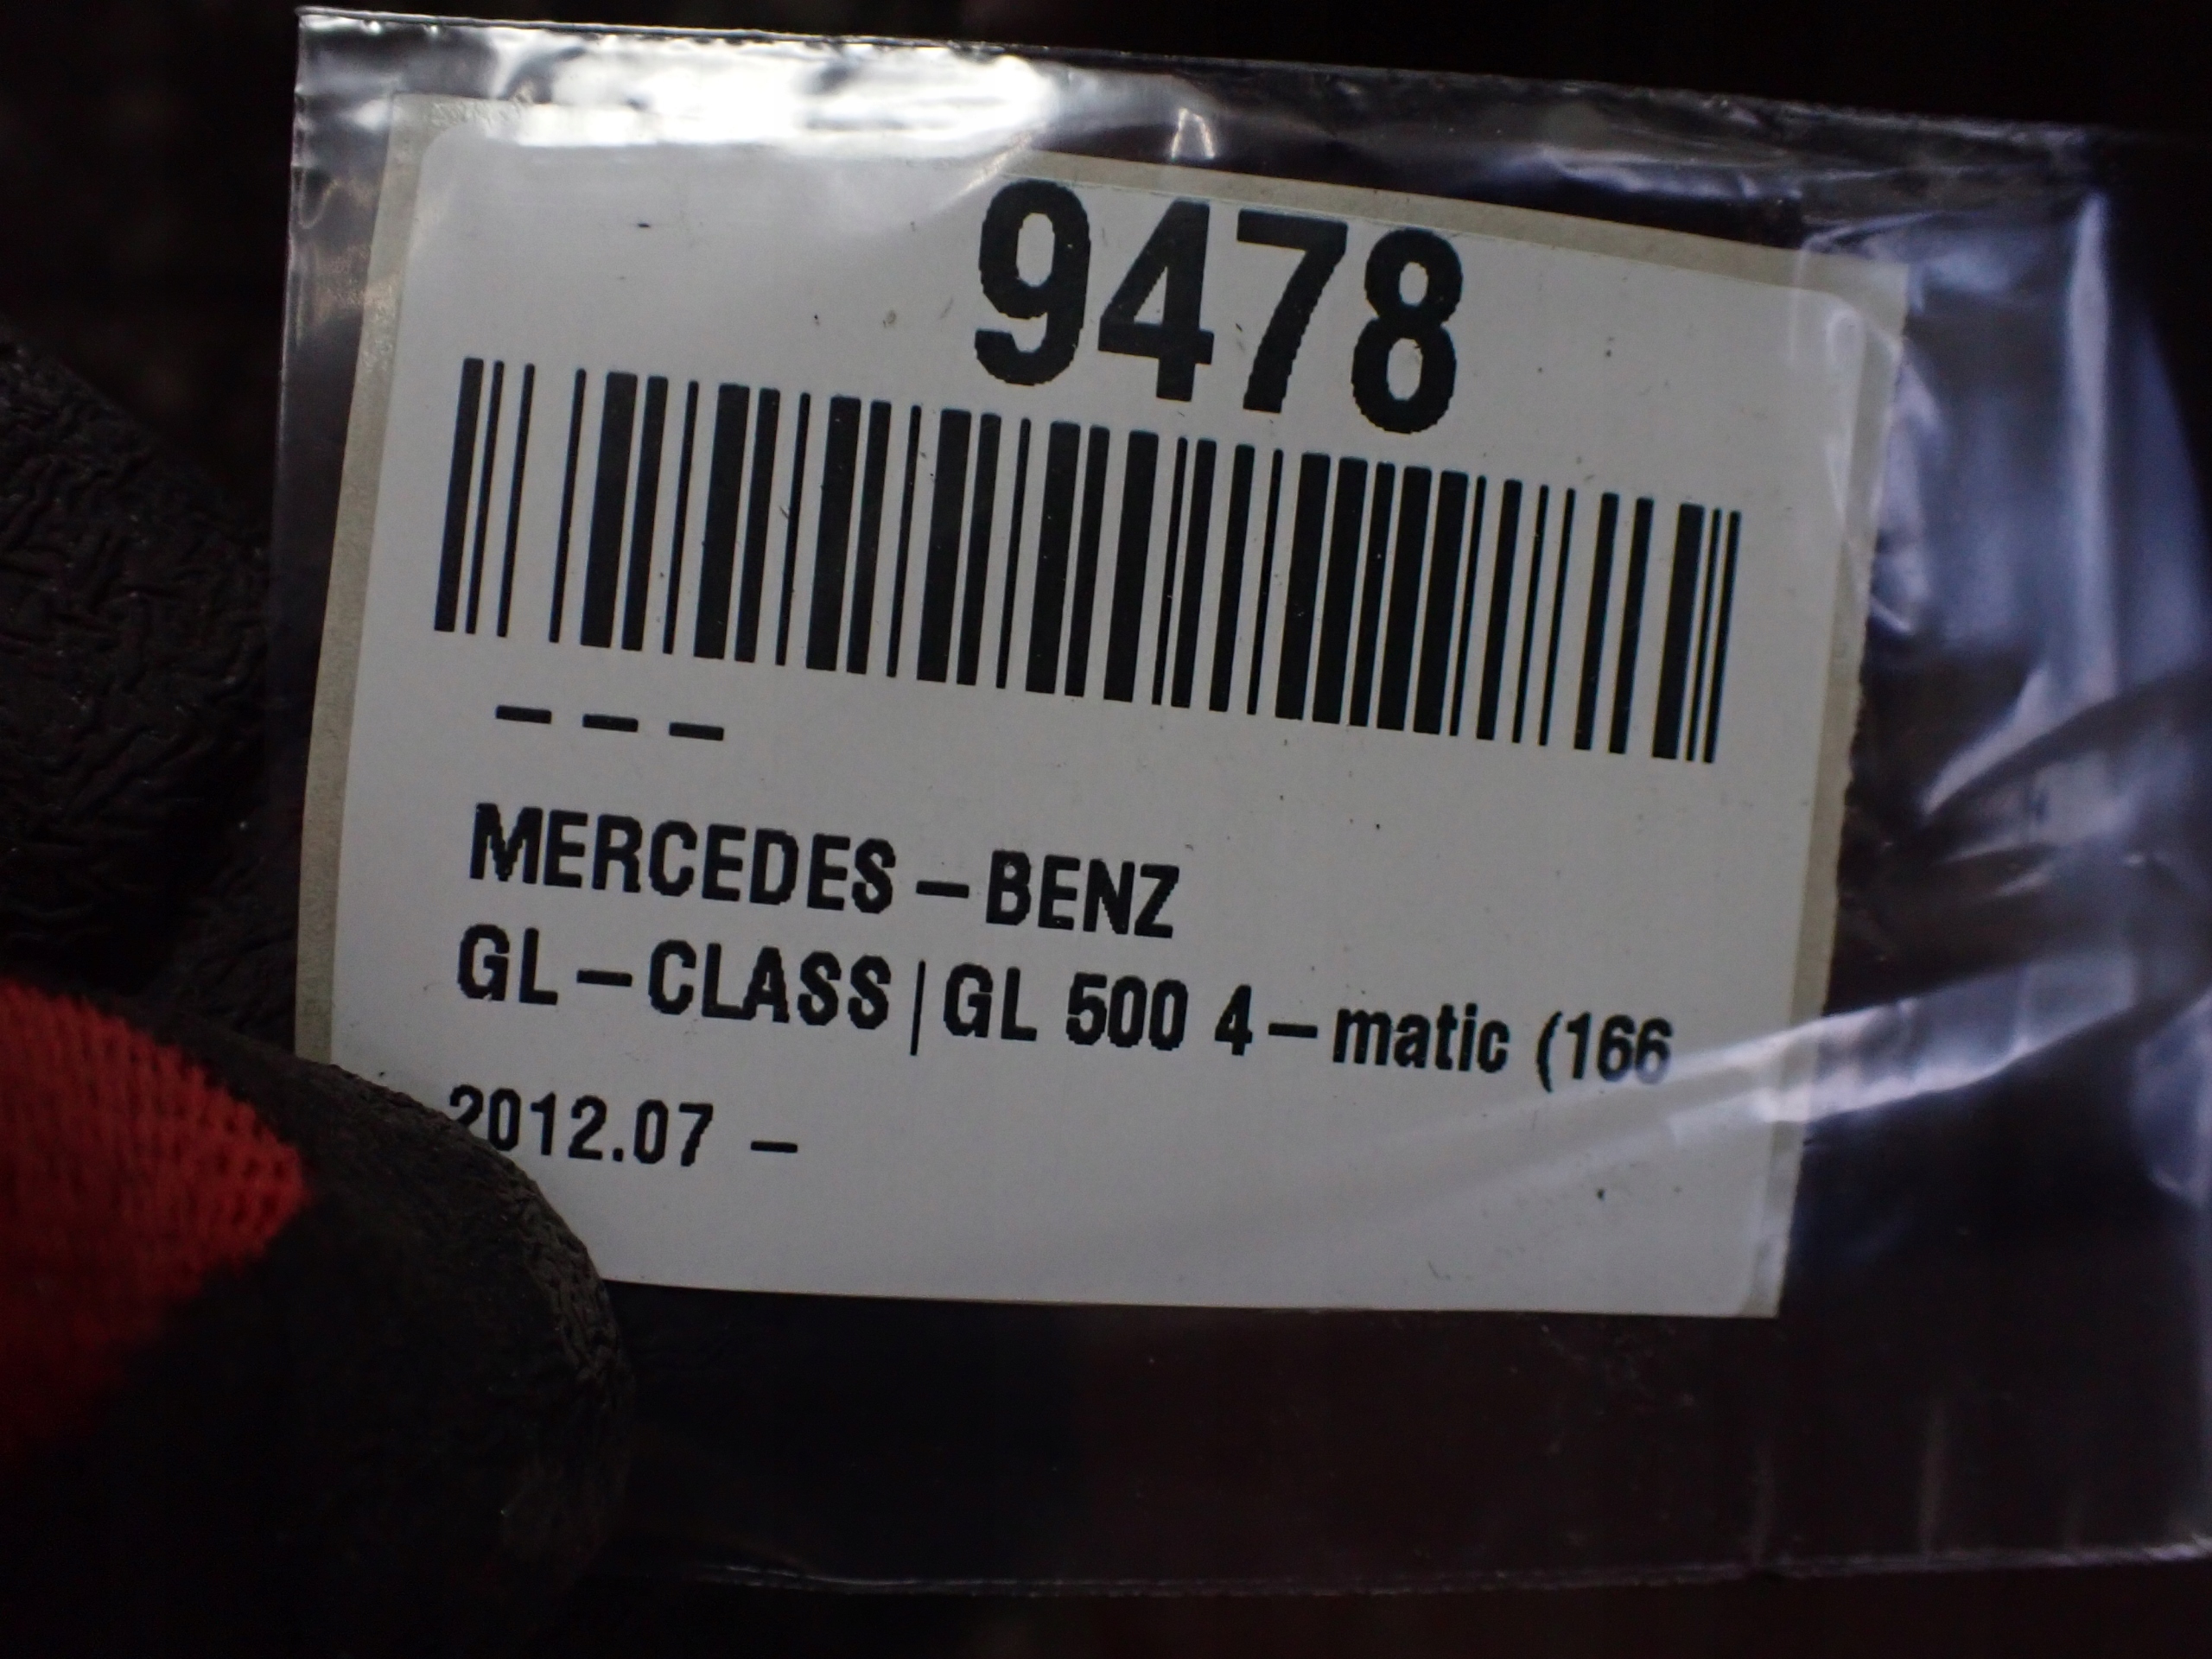 9478
– – –
MERCEDES–BENZ
GL–CLASS|GL 500 4–matic (166
2012.07 –